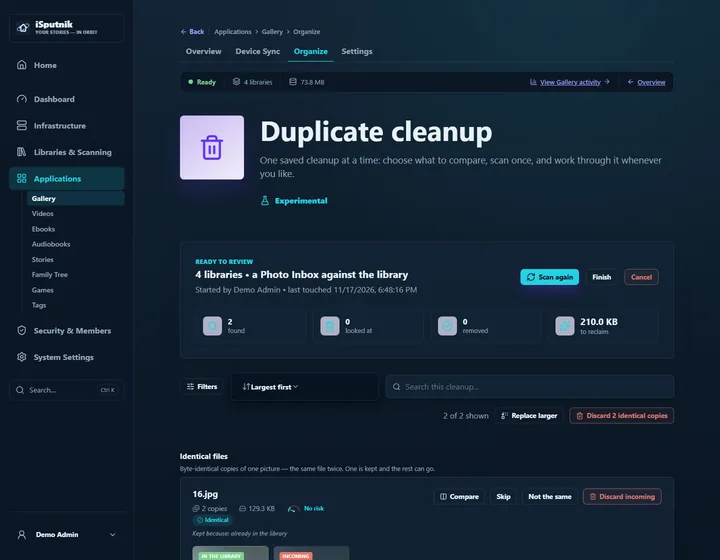 iSputnik
YOUR STORIES — IN ORBIT
Home
Dashboard
Infrastructure
Libraries & Scanning
Applications
Gallery
Videos
Ebooks
Audiobooks
Stories
Family Tree
Games
Tags
Security & Members
System Settings
Search... Ctrl K
Demo Admin
← Back Applications > Gallery > Organize
Overview Device Sync Organize Settings
Ready 4 libraries 73.8 MB View Gallery activity → ← Overview
Duplicate cleanup
One saved cleanup at a time: choose what to compare, scan once, and work through it whenever
you like.
Experimental
READY TO REVIEW
4 libraries • a Photo Inbox against the library
Started by Demo Admin • last touched 11/17/2026, 6:48:16 PM
Scan again Finish Cancel
2
found
0
looked at
0
removed
210.0 KB
to reclaim
Filters Largest first Search this cleanup...
2 of 2 shown Replace larger Discard 2 identical copies
Identical files
Byte-identical copies of one picture — the same file twice. One is kept and the rest can go.
16.jpg
2 copies 129.3 KB No risk
Identical
Kept because: already in the library
Compare Skip Not the same Discard incoming
IN THE LIBRARY INCOMING